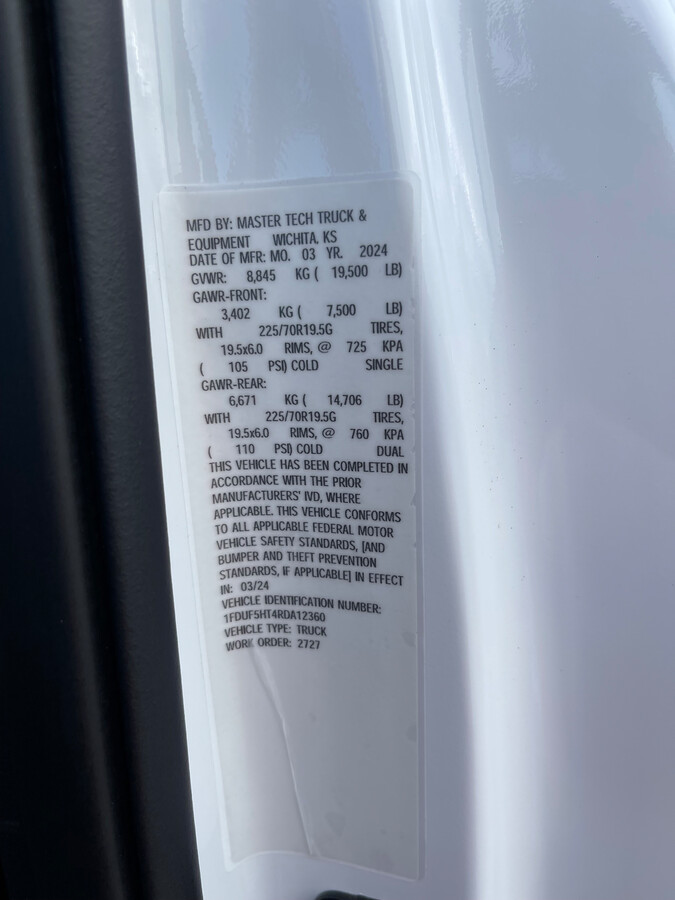 MFD BY: MASTER TECH TRUCK &
EQUIPMENT WICHITA, KS
DATE OF MFR: MO. 03 YR. 2024
GVWR: 8,845 KG ( 19,500 LB)
GAWR-FRONT:
3,402 KG ( 7,500 LB)
WITH 225/70R19.5G TIRES,
19.5x6.0 RIMS, @ 725 KPA
( 105 PSI) COLD SINGLE
GAWR-REAR:
6,671 KG ( 14,706 LB)
WITH 225/70R19.5G TIRES,
19.5x6.0 RIMS, @ 760 KPA
( 110 PSI) COLD DUAL
THIS VEHICLE HAS BEEN COMPLETED IN
ACCORDANCE WITH THE PRIOR
MANUFACTURERS' IVD, WHERE
APPLICABLE. THIS VEHICLE CONFORMS
TO ALL APPLICABLE FEDERAL MOTOR
VEHICLE SAFETY STANDARDS, [AND
BUMPER AND THEFT PREVENTION
STANDARDS, IF APPLICABLE] IN EFFECT
IN: 03/24
VEHICLE IDENTIFICATION NUMBER:
1FDUF5HT4RDA12360
VEHICLE TYPE: TRUCK
WORK ORDER: 2727